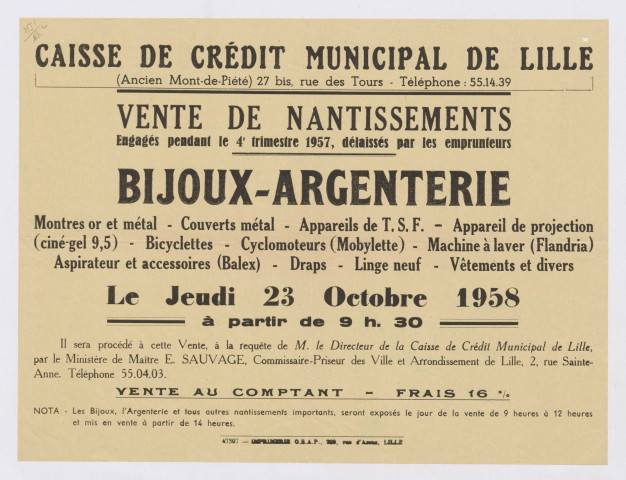 CAISSE DE CRÉDIT MUNICIPAL DE LILLE
(Ancien Mont-de-Piété) 27 bis, rue des Tours - Téléphone : 55.14.39
VENTE DE NANTISSEMENTS
Engagés pendant le 4e trimestre 1957, délaissés par les emprunteurs
BIJOUX-ARGENTERIE
Montres or et métal - Couverts métal - Appareils de T. S. F. - Appareil de projection
(ciné-gel 9,5) - Bicyclettes - Cyclomoteurs (Mobylette) - Machine à laver (Flandria)
Aspirateur et accessoires (Balex) - Draps - Linge neuf - Vêtements et divers
Le Jeudi 23 Octobre 1958
à partir de 9 h. 30
Il sera procédé à cette Vente, à la requête de M. le Directeur de la Caisse de Crédit Municipal de Lille,
par le Ministère de Maître E. SAUVAGE, Commissaire-Priseur des Ville et Arrondissement de Lille, 2, rue Sainte-
Anne. Téléphone 55.04.03.
VENTE AU COMPTANT - FRAIS 16 %
NOTA - Les Bijoux, l'Argenterie et tous autres nantissements importants, seront exposés le jour de la vente de 9 heures à 12 heures
et mis en vente à partir de 14 heures.
47597 - IMPRIMERIE O.S.A.P., rue d'Arras, LILLE